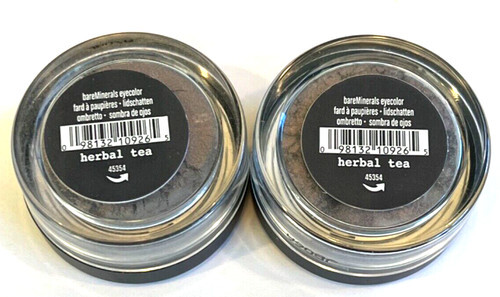 bareMinerals eyecolor
fard à paupières • lidschatten
ombretto • sombra de ojos
0 98132 10926 5
herbal tea
45354
bareMinerals eyecolor
fard à paupières • lidschatten
ombretto • sombra de ojos
0 98132 10926 5
herbal tea
45354